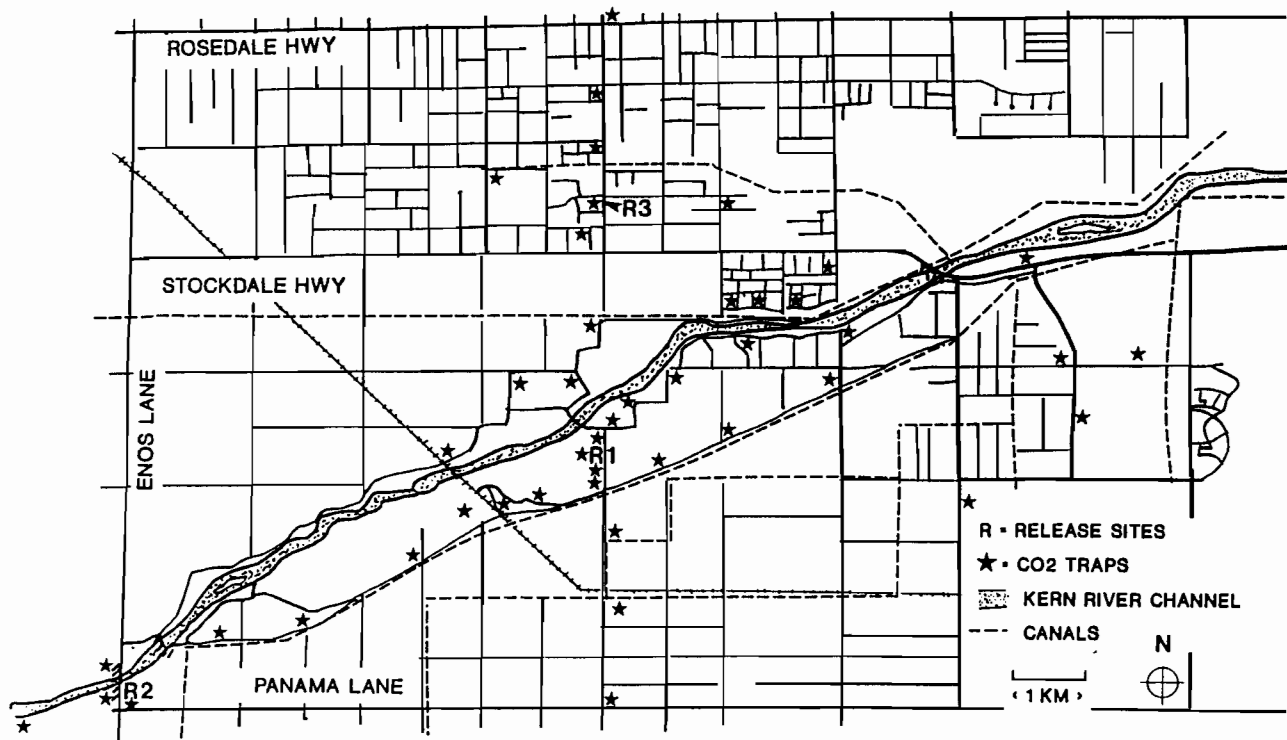 ROSEDALE HWY
R3
STOCKDALE HWY
ENOS LANE
R1
R = RELEASE SITES
★ = CO2 TRAPS
KERN RIVER CHANNEL
CANALS
N
‹ 1 KM ›
R2
PANAMA LANE